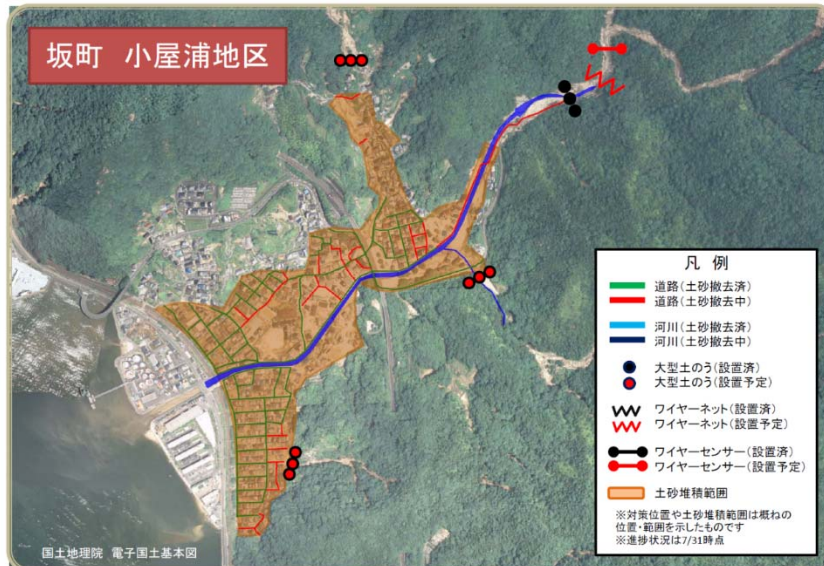 坂町　小屋浦地区
凡 例
道路(土砂撤去済)
道路(土砂撤去中)
河川(土砂撤去済)
河川(土砂撤去中)
大型土のう(設置済)
大型土のう(設置予定)
ワイヤーネット(設置済)
ワイヤーネット(設置予定)
ワイヤーセンサー(設置済)
ワイヤーセンサー(設置予定)
土砂堆積範囲
※対策位置や土砂堆積範囲は概ねの
位置・範囲を示したものです
※進捗状況は7/31時点
国土地理院　電子国土基本図